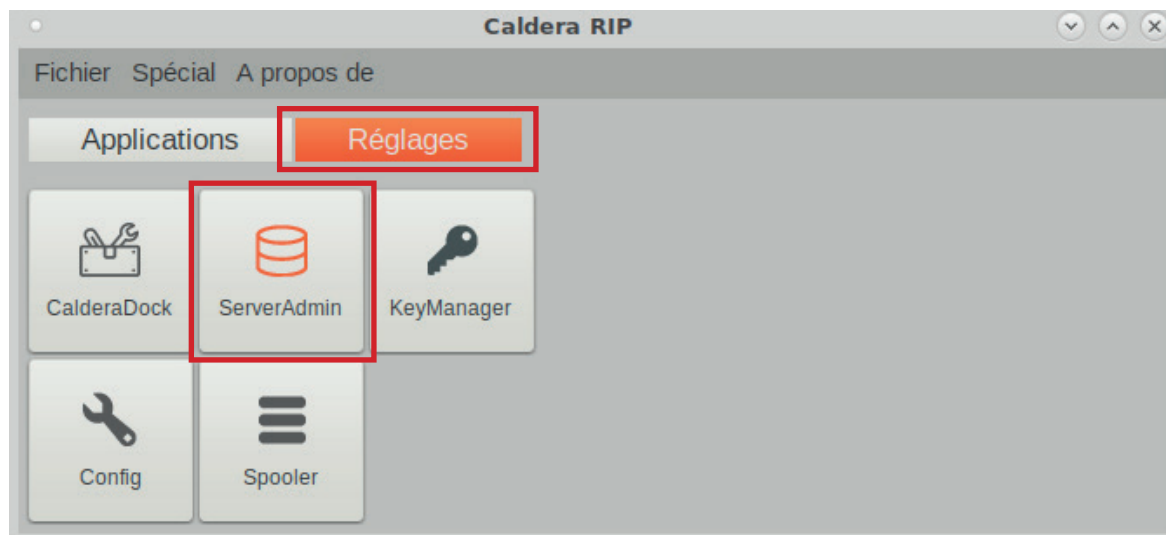 Caldera RIP
Fichier Spécial A propos de
Applications Réglages
CalderaDock ServerAdmin KeyManager
Config Spooler